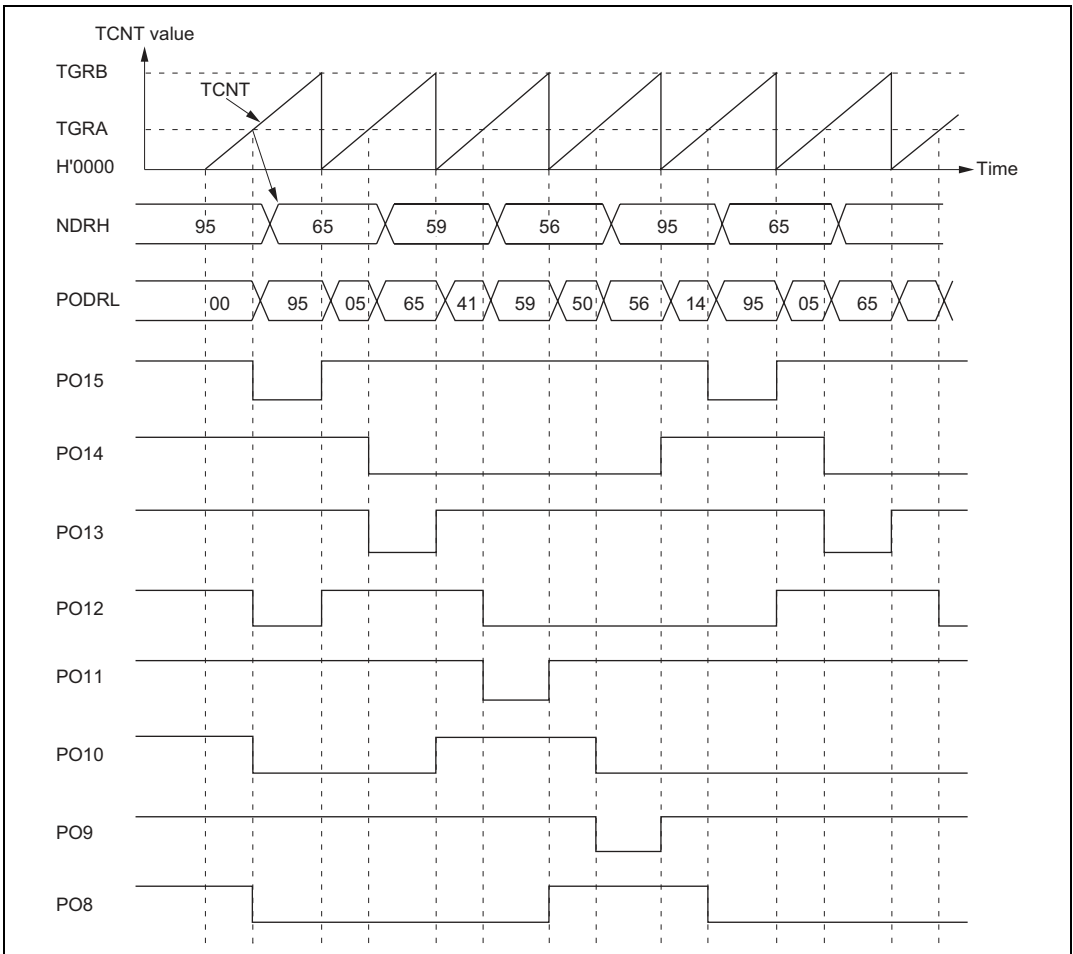 TCNT value
TGRB
TCNT
TGRA
H'0000
Time
NDRH
95 65 59 56 95 65
PODRL
00 95 05 65 41 59 50 56 14 95 05 65
PO15
PO14
PO13
PO12
PO11
PO10
PO9
PO8